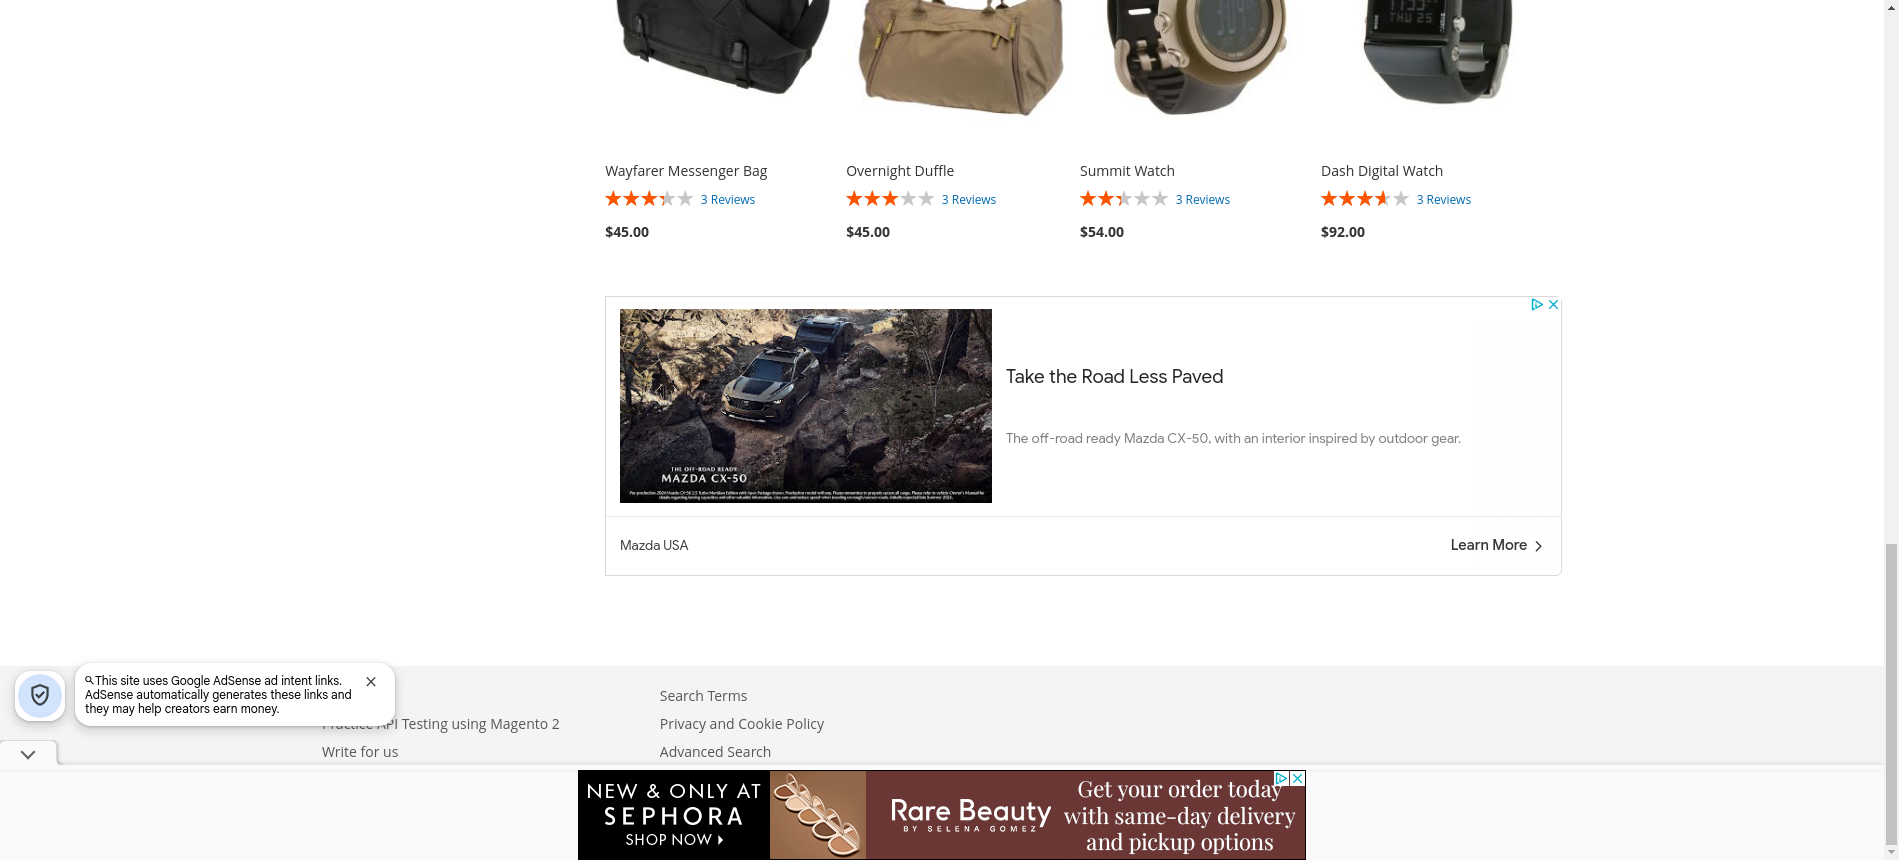 Wayfarer Messenger Bag
3 Reviews
$45.00
Overnight Duffle
3 Reviews
$45.00
Summit Watch
3 Reviews
$54.00
Dash Digital Watch
3 Reviews
$92.00
THU 25
THE OFF-ROAD READY
MAZDA CX-50
Take the Road Less Paved
The off-road ready Mazda CX-50, with an interior inspired by outdoor gear.
Mazda USA
Learn More
This site uses Google AdSense ad intent links.
AdSense automatically generates these links and
they may help creators earn money.
Practice API Testing using Magento 2
Write for us
Search Terms
Privacy and Cookie Policy
Advanced Search
NEW & ONLY AT
SEPHORA
SHOP NOW
Rare Beauty
BY SELENA GOMEZ
Get your order today
with same-day delivery
and pickup options